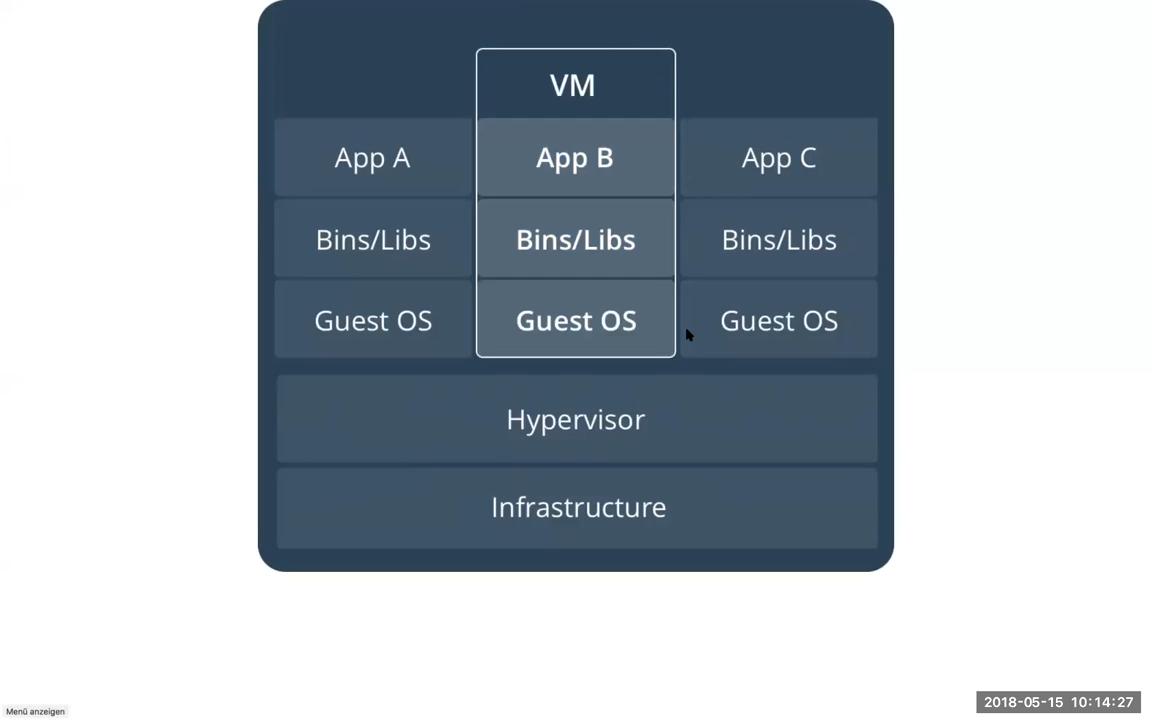 VM
App A App B App C
Bins/Libs Bins/Libs Bins/Libs
Guest OS Guest OS Guest OS
Hypervisor
Infrastructure
2018-05-15 10:14:27
Menü anzeigen